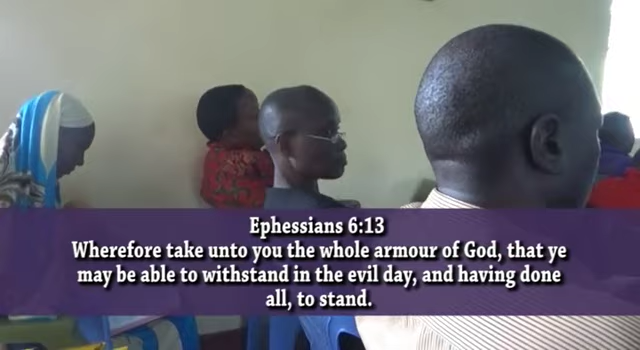 Ephessians 6:13
Wherefore take unto you the whole armour of God, that ye
may be able to withstand in the evil day, and having done
all, to stand.